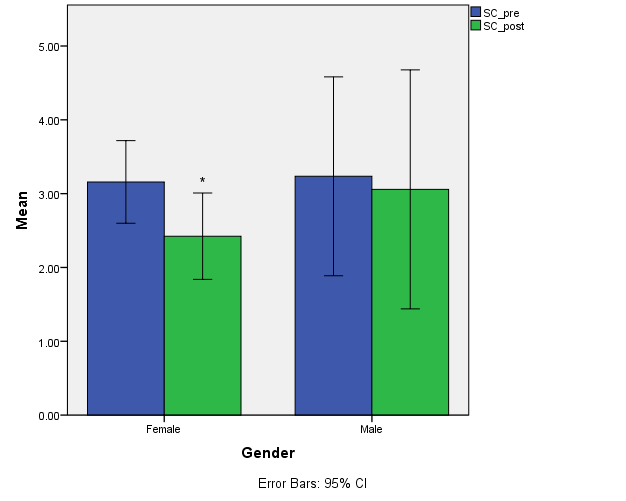 SC_pre
SC_post
5.00
4.00
3.00
2.00
1.00
0.00
Mean
*
Female
Male
Gender
Error Bars: 95% CI